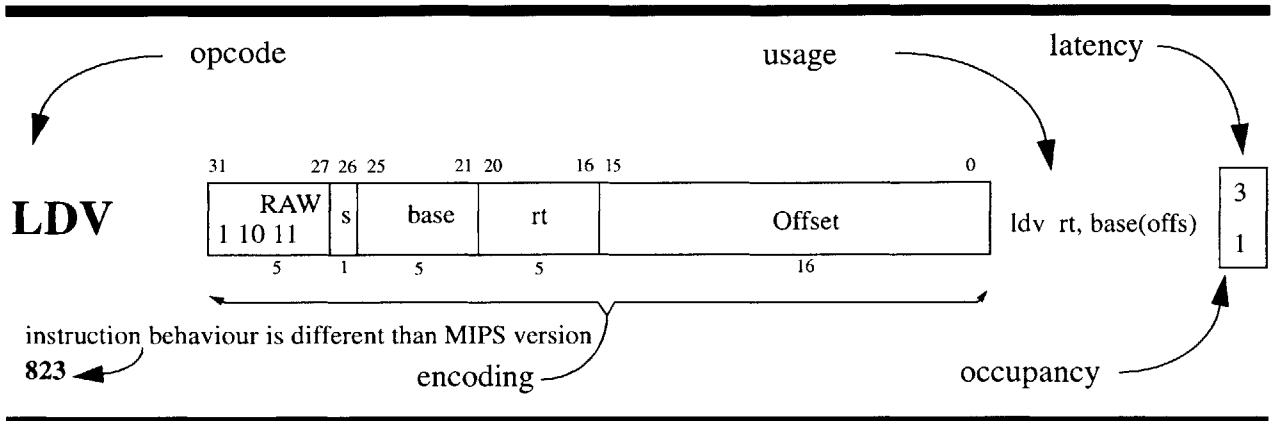 opcode usage latency
31 27 26 25 21 20 16 15 0
LDV RAW s base rt Offset ldv rt, base(offs) 3
1 10 11 1
5 1 5 5 16
instruction behaviour is different than MIPS version
823 encoding occupancy